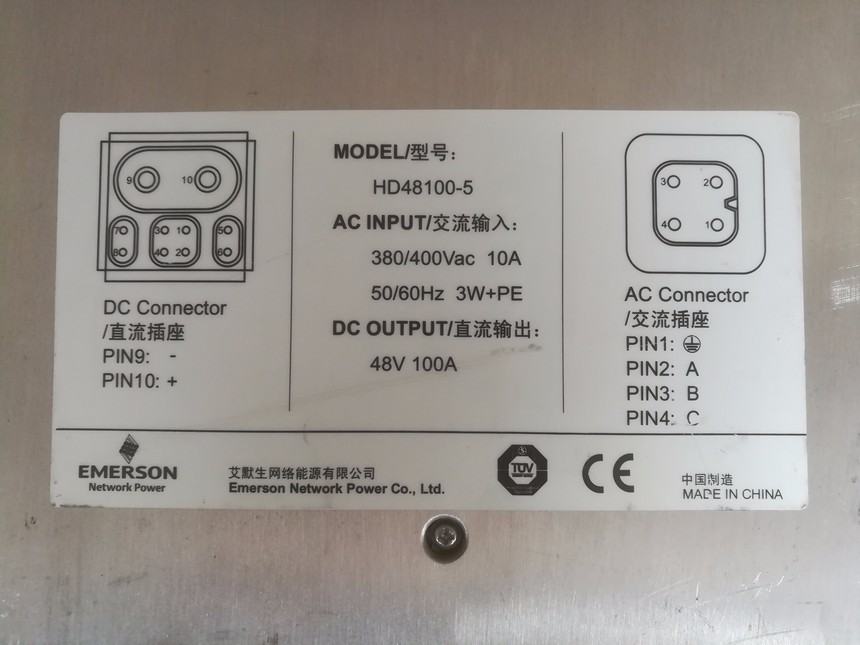 9 10
7 3 1 5
8 4 2 6
DC Connector
/直流插座
PIN9: -
PIN10: +
MODEL/型号：
HD48100-5
AC INPUT/交流输入：
380/400Vac 10A
50/60Hz 3W+PE
DC OUTPUT/直流输出：
48V 100A
3 2
4 1
AC Connector
/交流插座
PIN1:
PIN2: A
PIN3: B
PIN4: C
EMERSON
Network Power
艾默生网络能源有限公司
Emerson Network Power Co., Ltd.
TÜV
CE
中国制造
MADE IN CHINA